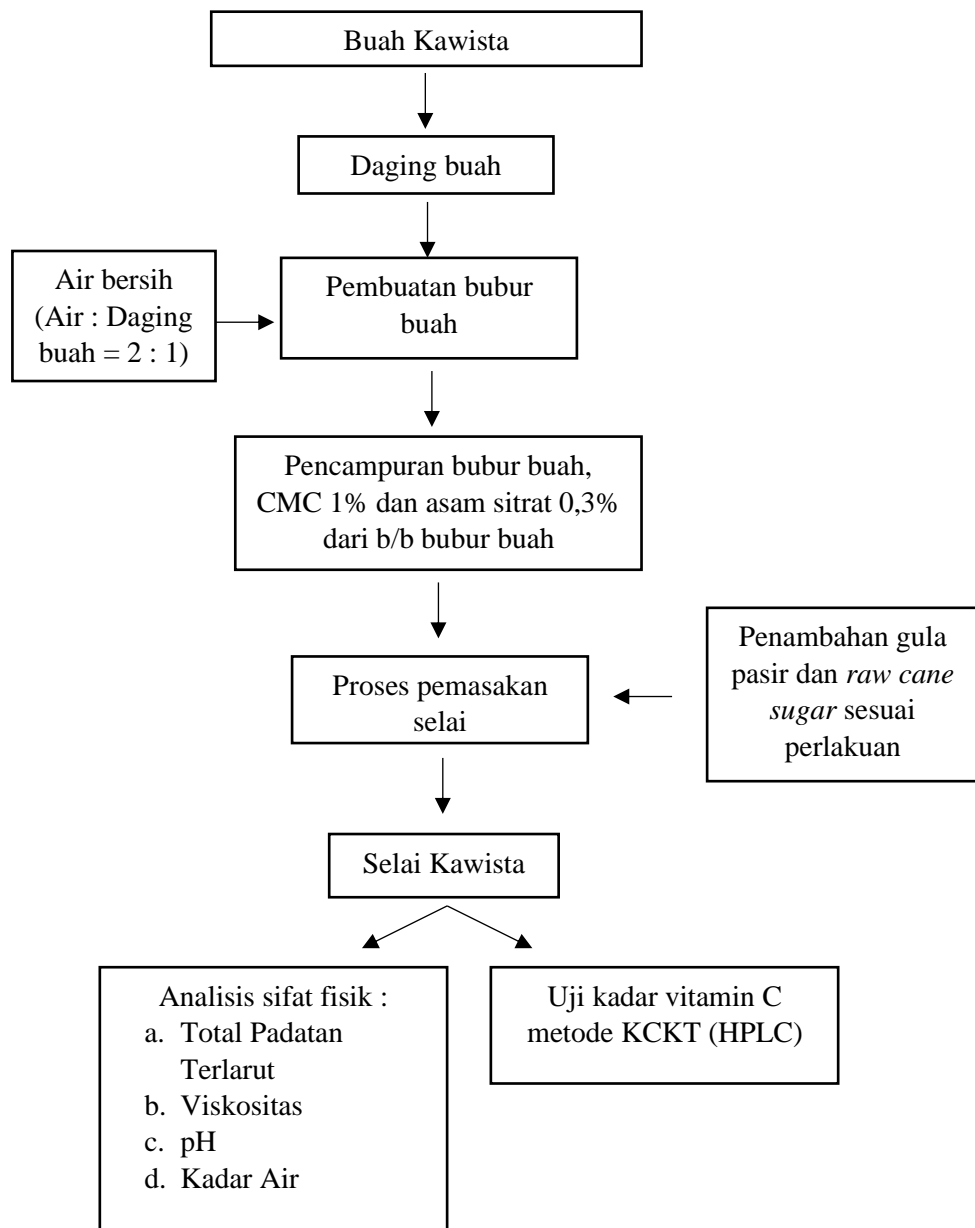 Buah Kawista
Daging buah
Air bersih
(Air : Daging
buah = 2 : 1)
Pembuatan bubur
buah
Pencampuran bubur buah,
CMC 1% dan asam sitrat 0,3%
dari b/b bubur buah
Penambahan gula
pasir dan raw cane
sugar sesuai
perlakuan
Proses pemasakan
selai
Selai Kawista
Analisis sifat fisik :
a. Total Padatan
Terlarut
b. Viskositas
c. pH
d. Kadar Air
Uji kadar vitamin C
metode KCKT (HPLC)